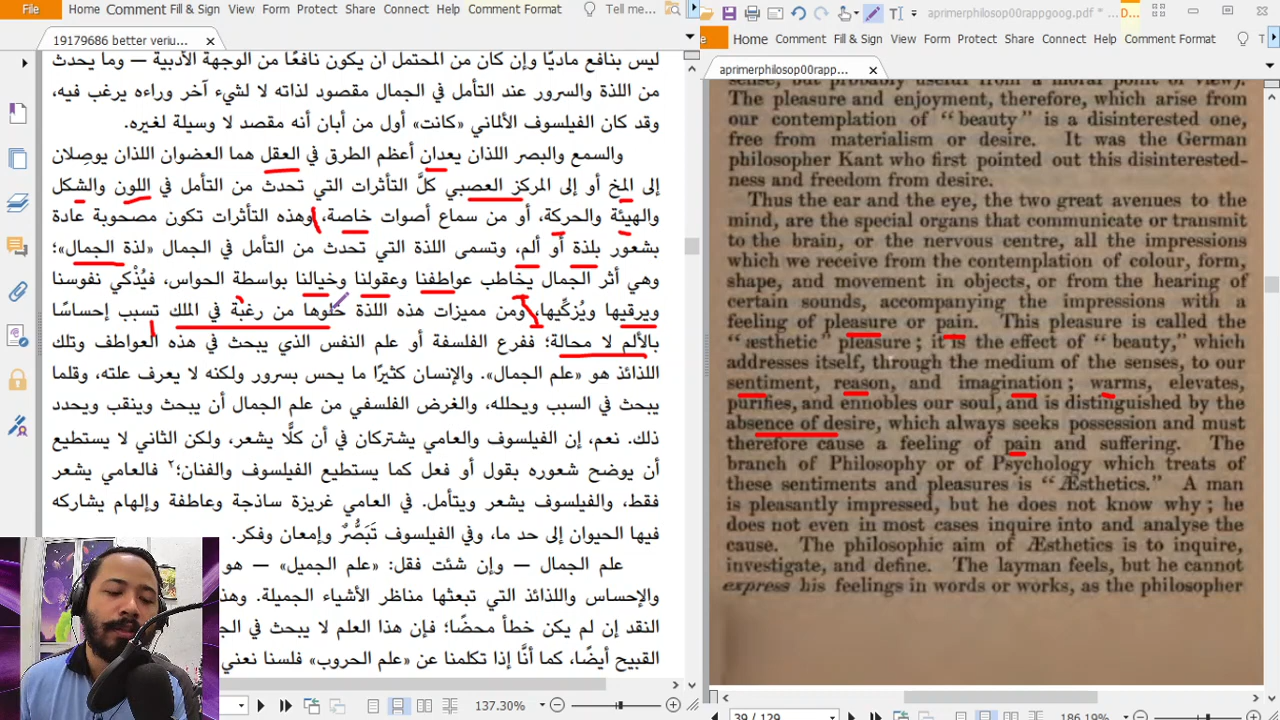 File Home Comment Fill & Sign View Form Protect Share Connect Help Comment Format Tell me...
19179686 better veriu...
ليس بنافع ماديًّا وإن كان من المحتمل أن يكون نافعًا من الوجهة الأدبية — وما يحدث
من اللذة والسرور عند التأمل في الجمال مقصود لذاته لا لشيء آخر وراءه يرغب فيه،
وقد كان الفيلسوف الألماني «كانت» أول من أبان أنه مقصد لا وسيلة لغيره.
والسمع والبصر اللذان يعدان أعظم الطرق في العقل هما العضوان اللذان يوصِلان
إلى المخ أو إلى المركز العصبي كلَّ التأثرات التي تحدث من التأمل في اللون والشكل
والهيئة والحركة، أو من سماع أصوات خاصة، وهذه التأثرات تكون مصحوبة عادة
بشعور بلذة أو ألم، وتسمى اللذة التي تحدث من التأمل في الجمال «لذة الجمال»؛
وهي أثر الجمال يخاطب عواطفنا وعقولنا وخيالنا بواسطة الحواس، فيُذْكي نفوسنا
ويرقيها ويُزكِّيها، ومن مميزات هذه اللذة خلوها من رغبة في الملك تسبب إحساسًا
بالألم لا محالة؛ ففرع الفلسفة أو علم النفس الذي يبحث في هذه العواطف وتلك
اللذائذ هو «علم الجمال». والإنسان كثيرًا ما يحس بسرور ولكنه لا يعرف علته، وقلما
يبحث في السبب ويحلله، والغرض الفلسفي من علم الجمال أن يبحث وينقب ويحدد
ذلك. نعم، إن الفيلسوف والعامي يشتركان في أن كلًّا يشعر، ولكن الثاني لا يستطيع
أن يوضح شعوره بقول أو فعل كما يستطيع الفيلسوف والفنان؛٢ فالعامي يشعر
فقط، والفيلسوف يشعر ويتأمل. في العامي غريزة ساذجة وعاطفة وإلهام يشاركه
فيها الحيوان إلى حد ما، وفي الفيلسوف تَبَصُّرٌ وإمعان وفكر.
علم الجمال — وإن شئت فقل: «علم الجميل» — هو
والإحساس واللذائذ التي تبعثها مناظر الأشياء الجميلة. وهذ
النقد إن لم يكن خطأ محضًا؛ فإن هذا العلم لا يبحث في الج
القبيح أيضًا، كما أنَّا إذا تكلمنا عن «علم الحروب» فلسنا نعني
137.30%
aprimerphilosop00rappgoog.pdf * D...
Home Comment Fill & Sign View Form Protect Share Connect Help Comment Format
aprimerphilosop00rapp...
The pleasure and enjoyment, therefore, which arise from
our contemplation of "beauty" is a disinterested one,
free from materialism or desire. It was the German
philosopher Kant who first pointed out this disinterested-
ness and freedom from desire.
Thus the ear and the eye, the two great avenues to the
mind, are the special organs that communicate or transmit
to the brain, or the nervous centre, all the impressions
which we receive from the contemplation of colour, form,
shape, and movement in objects, or from the hearing of
certain sounds, accompanying the impressions with a
feeling of pleasure or pain. This pleasure is called the
"æsthetic" pleasure; it is the effect of "beauty," which
addresses itself, through the medium of the senses, to our
sentiment, reason, and imagination; warms, elevates,
purifies, and ennobles our soul, and is distinguished by the
absence of desire, which always seeks possession and must
therefore cause a feeling of pain and suffering. The
branch of Philosophy or of Psychology which treats of
these sentiments and pleasures is "Æsthetics." A man
is pleasantly impressed, but he does not know why; he
does not even in most cases inquire into and analyse the
cause. The philosophic aim of Æsthetics is to inquire,
investigate, and define. The layman feels, but he cannot
express his feelings in words or works, as the philosopher
39 / 129
186.19%